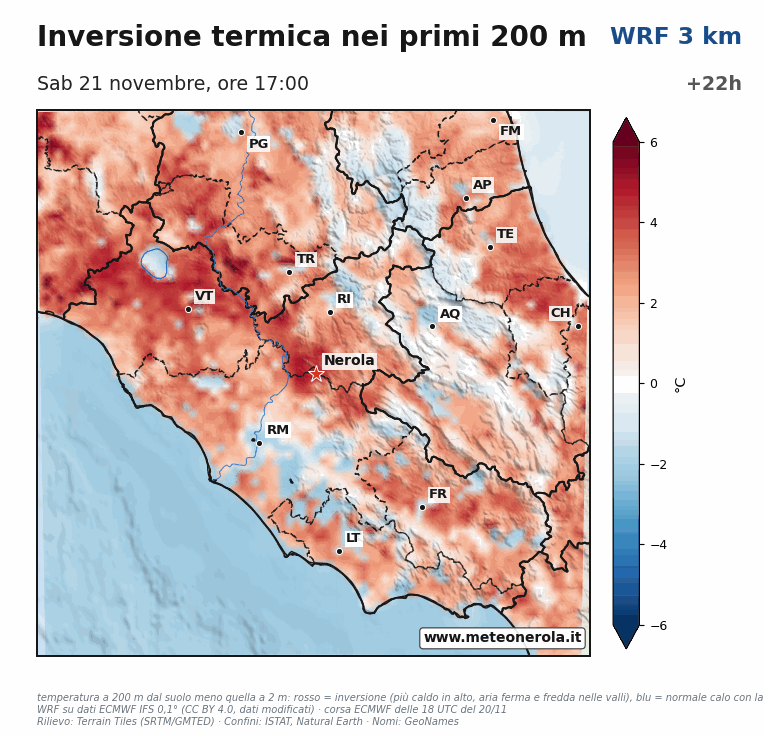 Inversione termica nei primi 200 m
WRF 3 km
Sab 21 novembre, ore 17:00
+22h
FM
PG
AP
TE
TR
VT
RI
AQ
CH
Nerola
RM
FR
LT
www.meteonerola.it
6
4
2
0
−2
−4
−6
°C
temperatura a 200 m dal suolo meno quella a 2 m: rosso = inversione (più caldo in alto, aria ferma e fredda nelle valli), blu = normale calo con la
WRF su dati ECMWF IFS 0,1° (CC BY 4.0, dati modificati) · corsa ECMWF delle 18 UTC del 20/11
Rilievo: Terrain Tiles (SRTM/GMTED) · Confini: ISTAT, Natural Earth · Nomi: GeoNames